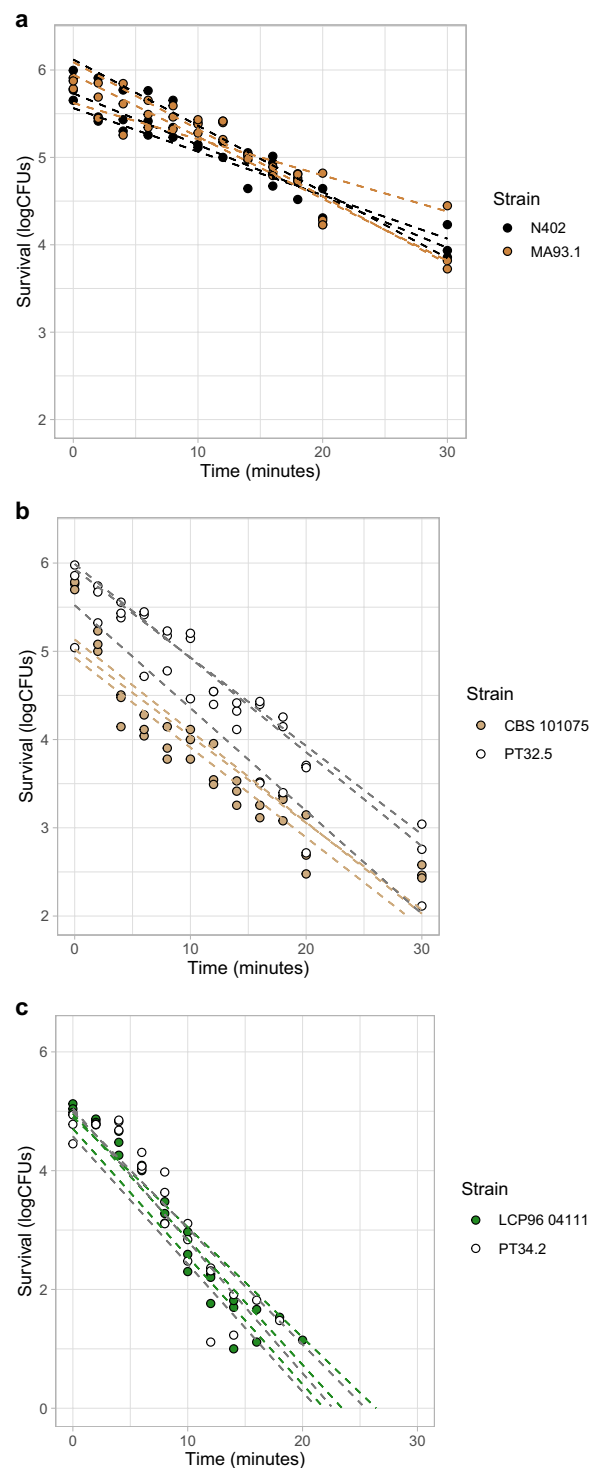 a
Survival (logCFUs)
6
5
4
3
2
0
10
20
30
Time (minutes)
Strain
N402
MA93.1
b
Survival (logCFUs)
6
5
4
3
2
0
10
20
30
Time (minutes)
Strain
CBS 101075
PT32.5
c
Survival (logCFUs)
6
4
2
0
0
10
20
30
Time (minutes)
Strain
LCP96 04111
PT34.2